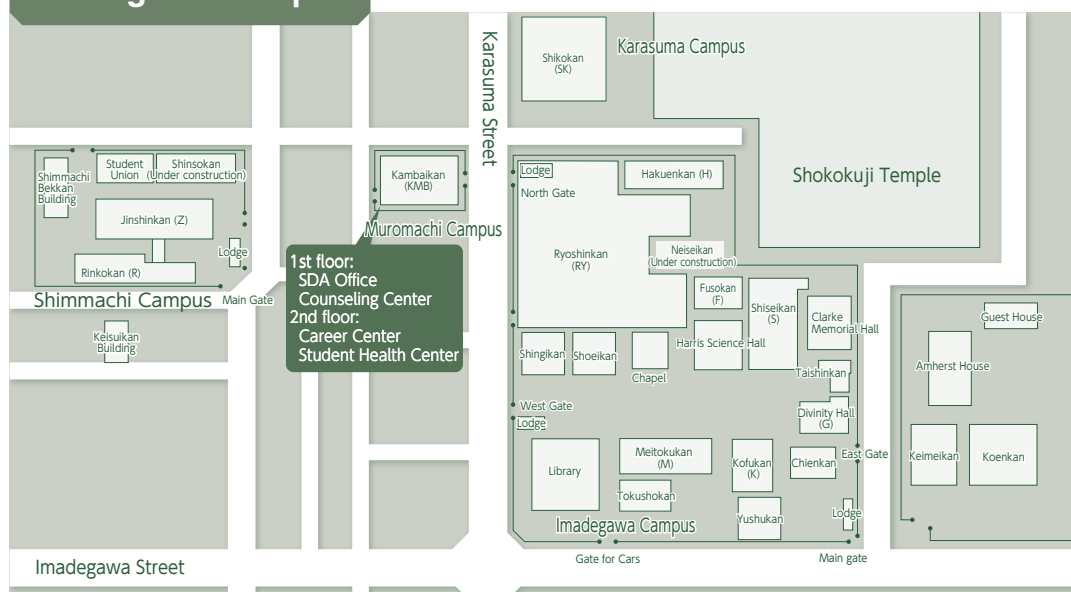 Karasuma Street
Shikokan
(SK)
Karasuma Campus
Shokokuji Temple
Shimmachi
Bekkan
Building
Student
Union
Shinsokan
(Under construction)
Jinshinkan (Z)
Lodge
Rinkokan (R)
Shimmachi Campus
Main Gate
Keisuikan
Building
Kambaikan
(KMB)
Muromachi Campus
1st floor:
SDA Office
Counseling Center
2nd floor:
Career Center
Student Health Center
Lodge
North Gate
Hakuenkan (H)
Ryoshinkan
(RY)
Neiseikan
(Under construction)
Fusokan
(F)
Shiseikan
(S)
Clarke
Memorial Hall
Harris Science Hall
Shingikan
Shoeikan
Chapel
Taishinkan
Divinity Hall
(G)
West Gate
Lodge
Library
Meitokukan
(M)
Tokushokan
Kofukan
(K)
Chienkan
East Gate
Yushukan
Lodge
Imadegawa Campus
Gate for Cars
Main gate
Guest House
Amherst House
Keimeikan
Koenkan
Imadegawa Street